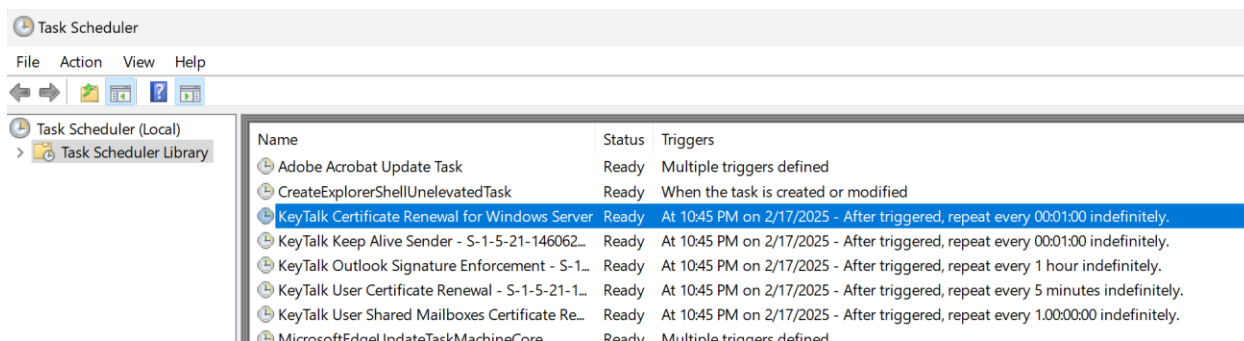 Task Scheduler
File Action View Help
Task Scheduler (Local)
Task Scheduler Library
Name Status Triggers
Adobe Acrobat Update Task Ready Multiple triggers defined
CreateExplorerShellUnelevatedTask Ready When the task is created or modified
KeyTalk Certificate Renewal for Windows Server Ready At 10:45 PM on 2/17/2025 - After triggered, repeat every 00:01:00 indefinitely.
KeyTalk Keep Alive Sender - S-1-5-21-146062... Ready At 10:45 PM on 2/17/2025 - After triggered, repeat every 00:01:00 indefinitely.
KeyTalk Outlook Signature Enforcement - S-1... Ready At 10:45 PM on 2/17/2025 - After triggered, repeat every 1 hour indefinitely.
KeyTalk User Certificate Renewal - S-1-5-21-1... Ready At 10:45 PM on 2/17/2025 - After triggered, repeat every 5 minutes indefinitely.
KeyTalk User Shared Mailboxes Certificate Re... Ready At 10:45 PM on 2/17/2025 - After triggered, repeat every 1.00:00:00 indefinitely.
MicrosoftEdgeUpdateTaskMachineCore Ready Multiple triggers defined